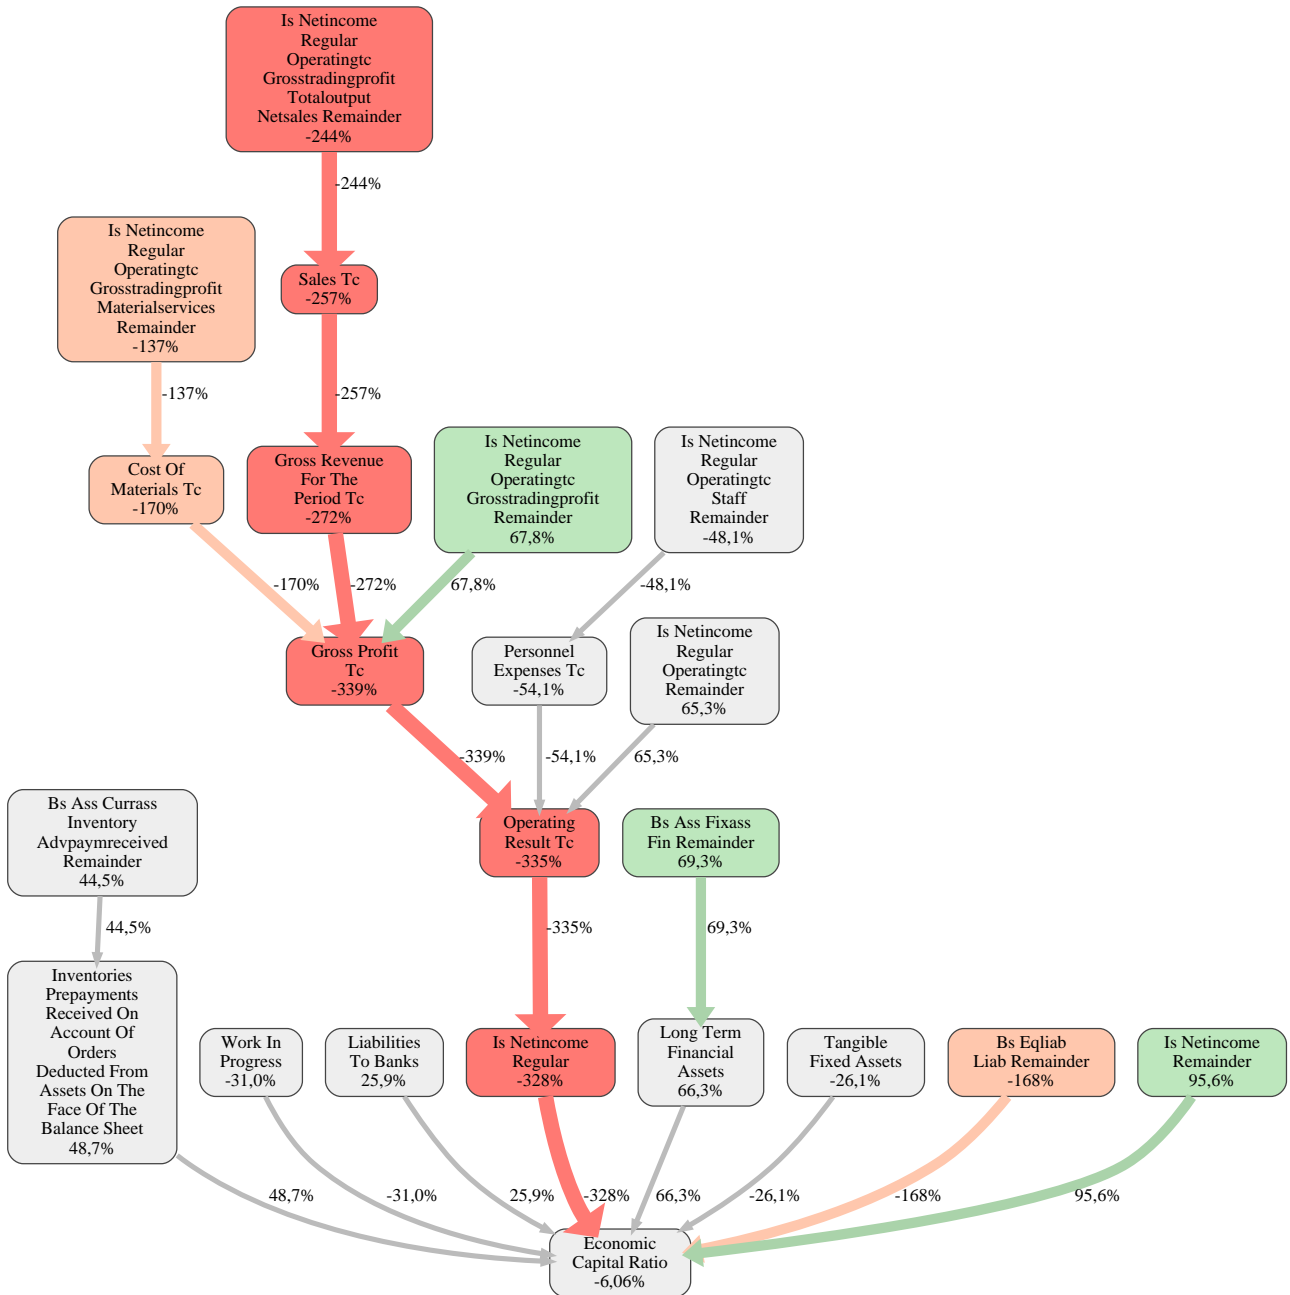 Is Netincome
Regular
Operatingtc
Grosstradingprofit
Totaloutput
Netsales Remainder
-244%
-244%
Is Netincome
Regular
Operatingtc
Grosstradingprofit
Materialservices
Remainder
-137%
Sales Tc
-257%
-137%
-257%
Cost Of
Materials Tc
-170%
Gross Revenue
For The
Period Tc
-272%
Is Netincome
Regular
Operatingtc
Grosstradingprofit
Remainder
67,8%
Is Netincome
Regular
Operatingtc
Staff
Remainder
-48,1%
-170%
-272%
67,8%
-48,1%
Gross Profit
Tc
-339%
Personnel
Expenses Tc
-54,1%
Is Netincome
Regular
Operatingtc
Remainder
65,3%
-339%
-54,1%
65,3%
Bs Ass Currass
Inventory
Advpaymreceived
Remainder
44,5%
Operating
Result Tc
-335%
Bs Ass Fixass
Fin Remainder
69,3%
44,5%
-335%
69,3%
Inventories
Prepayments
Received On
Account Of
Orders
Deducted From
Assets On The
Face Of The
Balance Sheet
48,7%
Work In
Progress
-31,0%
Liabilities
To Banks
25,9%
Is Netincome
Regular
-328%
Long Term
Financial
Assets
66,3%
Tangible
Fixed Assets
-26,1%
Bs Eqliab
Liab Remainder
-168%
Is Netincome
Remainder
95,6%
48,7%
-31,0%
25,9%
-328%
66,3%
-26,1%
-168%
95,6%
Economic
Capital Ratio
-6,06%